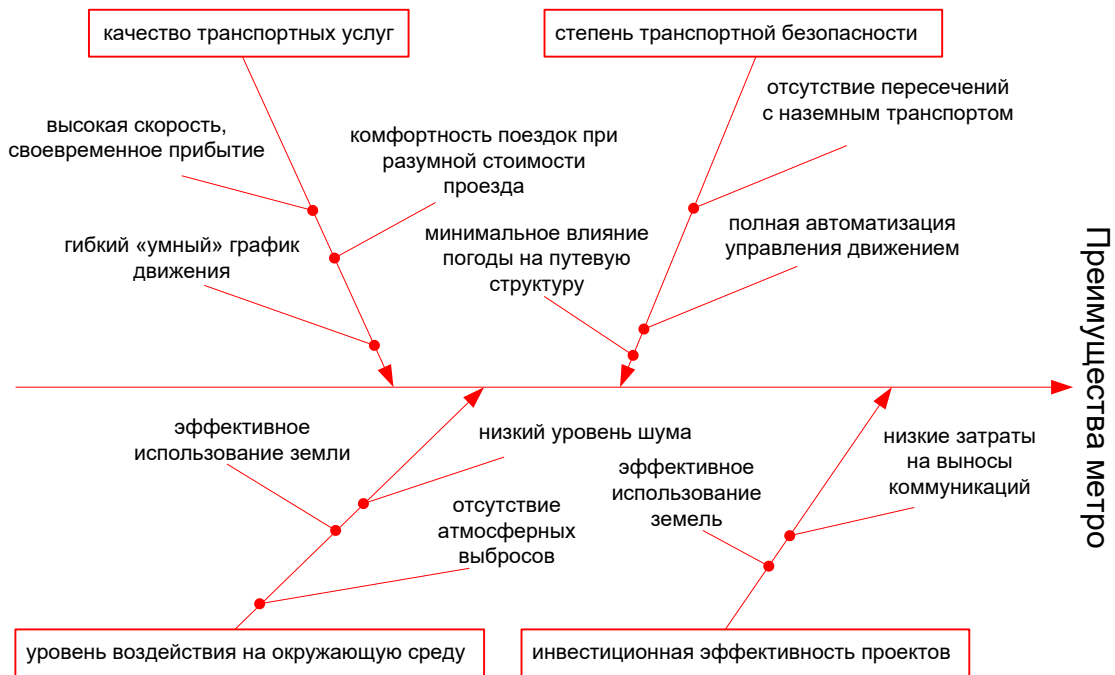 качество транспортных услуг
степень транспортной безопасности
отсутствие пересечений
с наземным транспортом
высокая скорость,
своевременное прибытие
комфортность поездок при
разумной стоимости
проезда
гибкий «умный» график
движения
минимальное влияние
погоды на путевую
структуру
полная автоматизация
управления движением
Преимущества метро
эффективное
использование земли
низкий уровень шума
отсутствие
атмосферных
выбросов
эффективное
использование
земель
низкие затраты
на выносы
коммуникаций
уровень воздействия на окружающую среду
инвестиционная эффективность проектов